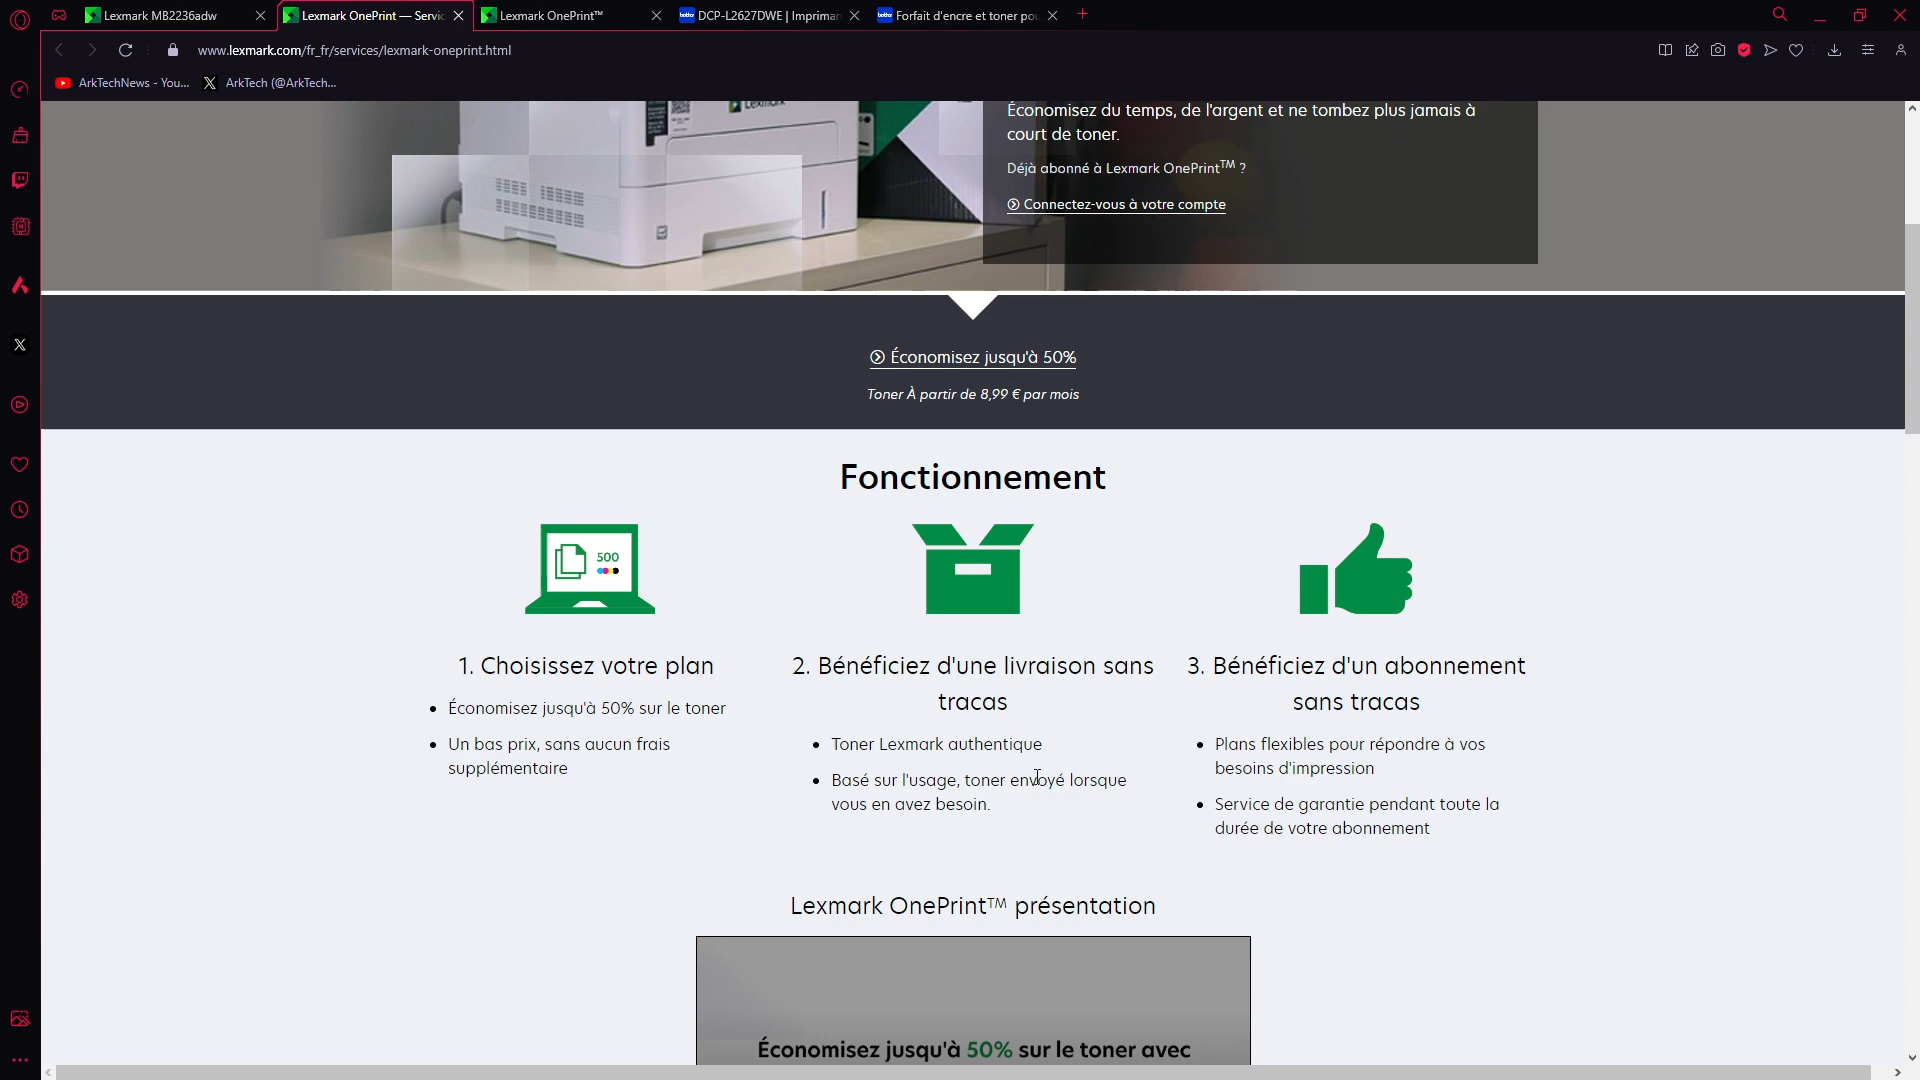 Lexmark MB2236adw
Lexmark OnePrint — Servic
Lexmark OnePrint™
DCP-L2627DWE | Impriman
Forfait d'encre et toner pou
www.lexmark.com/fr_fr/services/lexmark-oneprint.html
ArkTechNews - You...
ArkTech (@ArkTech...
Lexmark
Économisez du temps, de l'argent et ne tombez plus jamais à
court de toner.
Déjà abonné à Lexmark OnePrint™ ?
Connectez-vous à votre compte
Économisez jusqu'à 50%
Toner À partir de 8,99 € par mois
Fonctionnement
500
1. Choisissez votre plan
• Économisez jusqu'à 50% sur le toner
• Un bas prix, sans aucun frais
supplémentaire
2. Bénéficiez d'une livraison sans
tracas
• Toner Lexmark authentique
• Basé sur l'usage, toner envoyé lorsque
vous en avez besoin.
3. Bénéficiez d'un abonnement
sans tracas
• Plans flexibles pour répondre à vos
besoins d'impression
• Service de garantie pendant toute la
durée de votre abonnement
Lexmark OnePrint™ présentation
Économisez jusqu'à 50% sur le toner avec